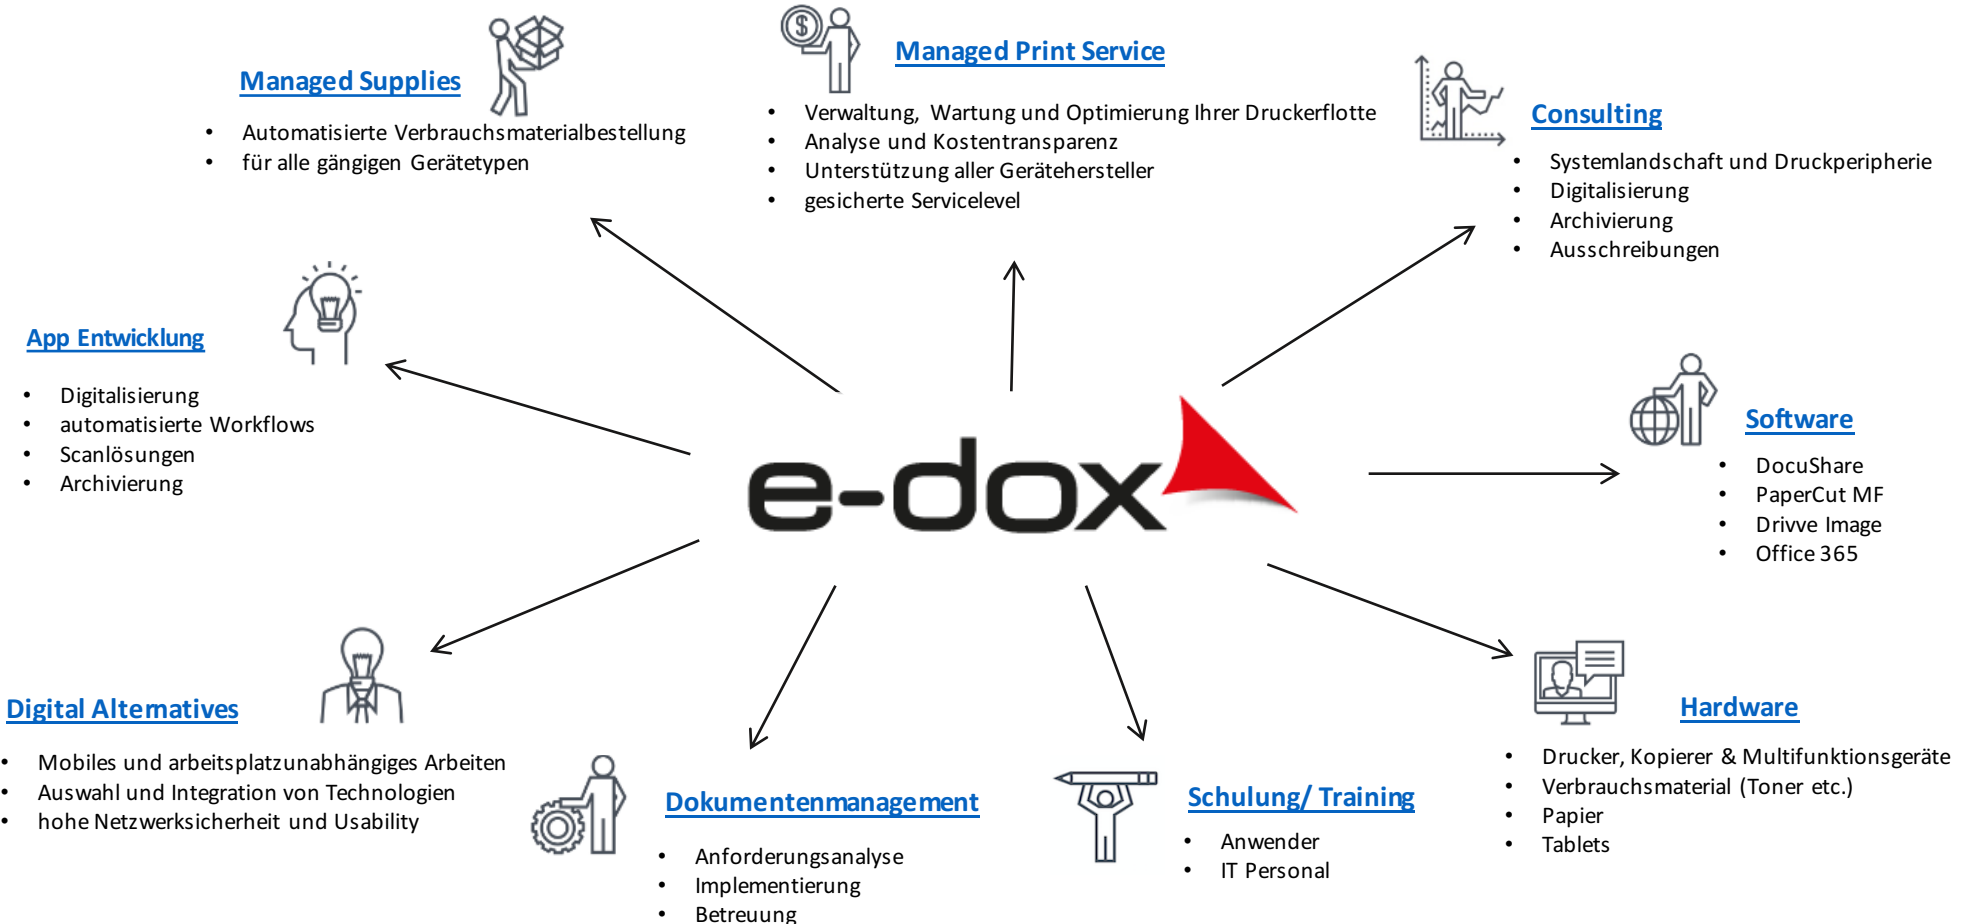 Managed Supplies
• Automatisierte Verbrauchsmaterialbestellung
• für alle gängigen Gerätetypen
Managed Print Service
• Verwaltung, Wartung und Optimierung Ihrer Druckerflotte
• Analyse und Kostentransparenz
• Unterstützung aller Gerätehersteller
• gesicherte Servicelevel
Consulting
• Systemlandschaft und Druckperipherie
• Digitalisierung
• Archivierung
• Ausschreibungen
App Entwicklung
• Digitalisierung
• automatisierte Workflows
• Scanlösungen
• Archivierung
e-dox
Software
• DocuShare
• PaperCut MF
• Drivve Image
• Office 365
Digital Alternatives
• Mobiles und arbeitsplatzunabhängiges Arbeiten
• Auswahl und Integration von Technologien
• hohe Netzwerksicherheit und Usability
Dokumentenmanagement
• Anforderungsanalyse
• Implementierung
• Betreuung
Schulung/ Training
• Anwender
• IT Personal
Hardware
• Drucker, Kopierer & Multifunktionsgeräte
• Verbrauchsmaterial (Toner etc.)
• Papier
• Tablets